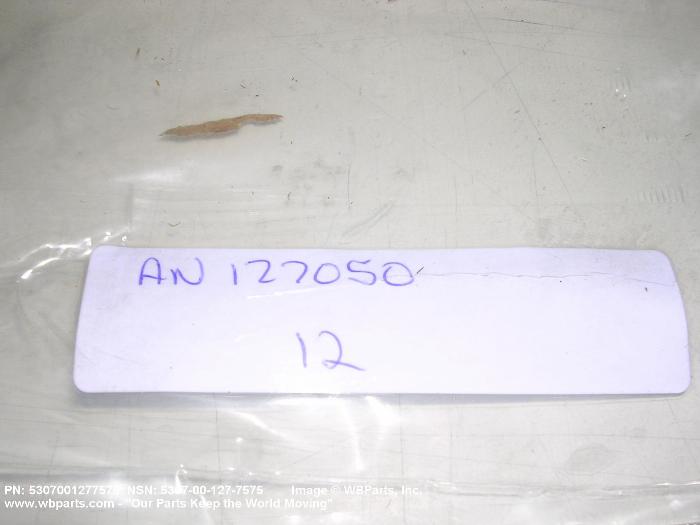 AN 127050
12
PN: 5307001277575 NSN: 5307-00-127-7575 Image © WBParts, Inc.
www.wbparts.com - "Our Parts Keep the World Moving"